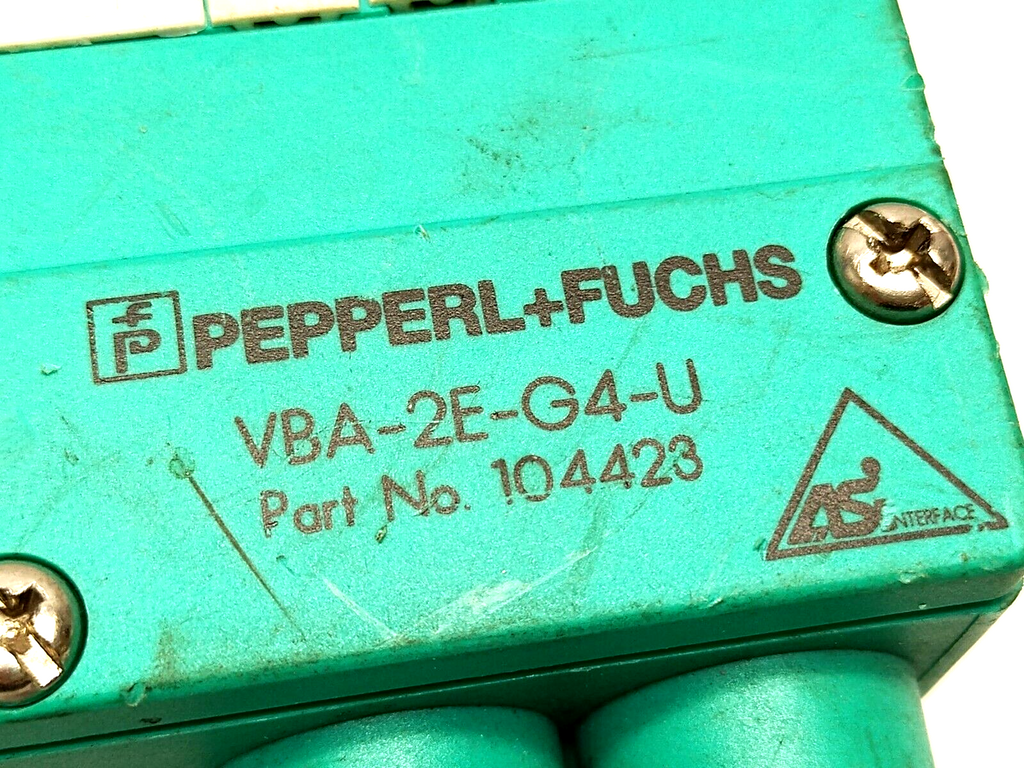 PEPPERL+FUCHS
VBA-2E-G4-U
Part No. 104423
AS
INTERFACE